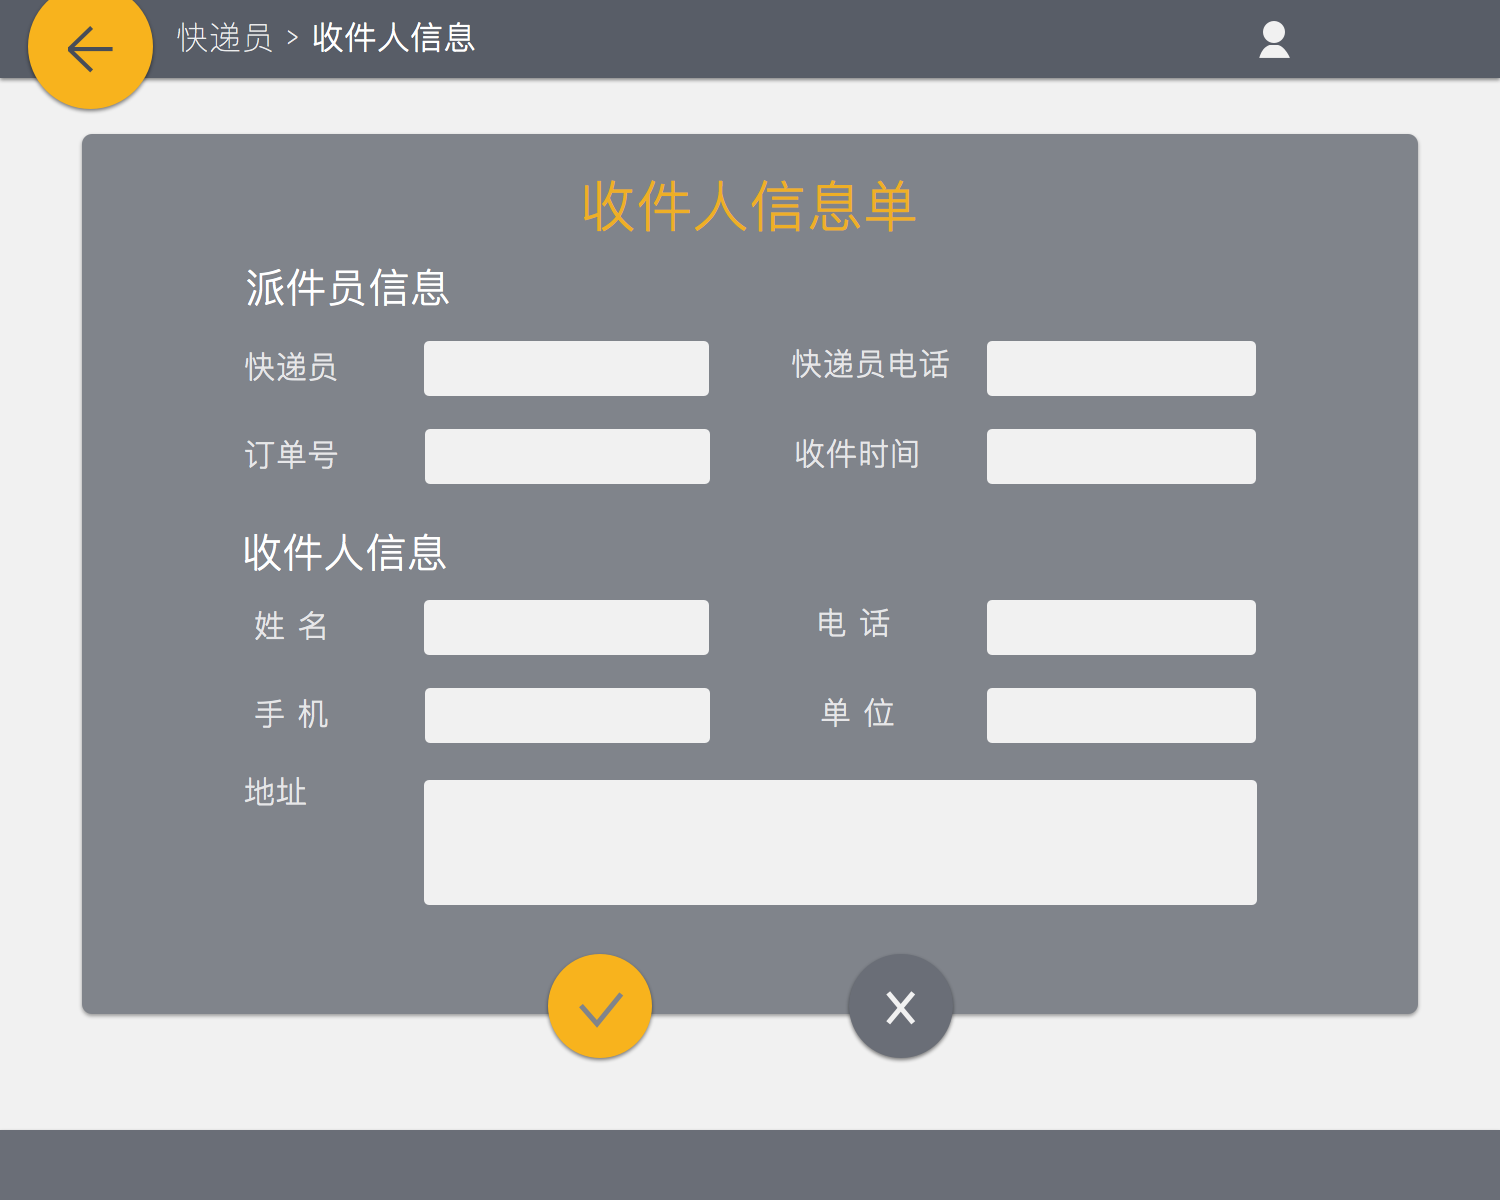 快递员 > 收件人信息
收件人信息单
派件员信息
快递员 快递员电话
订单号 收件时间
收件人信息
姓 名 电 话
手 机 单 位
地址